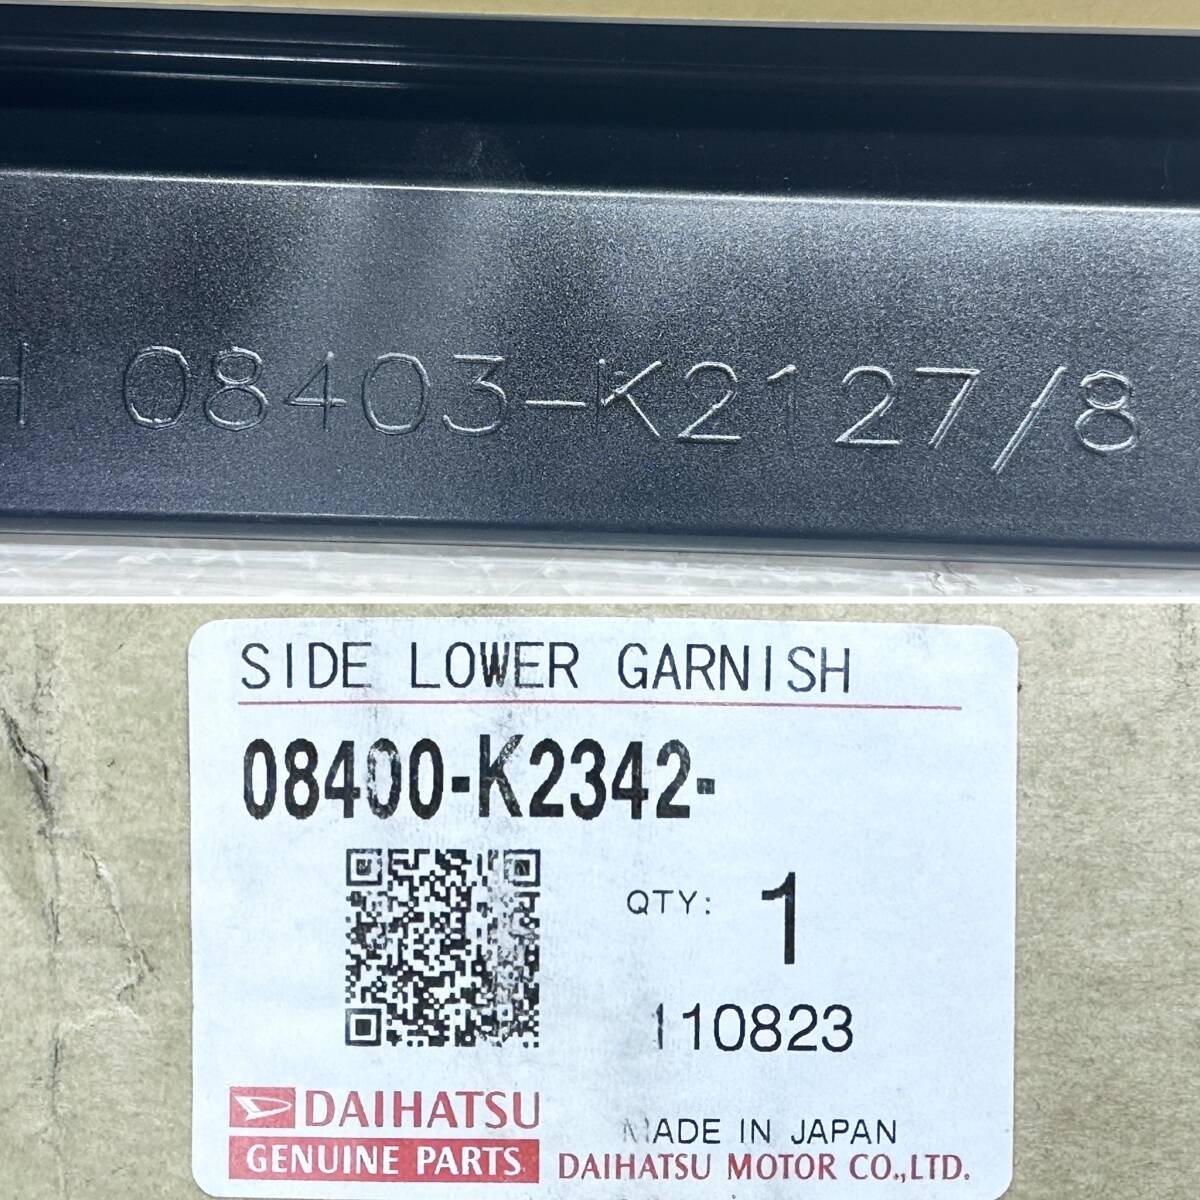 H 08403-K2127/8
SIDE LOWER GARNISH
08400-K2342-
QTY: 1
110823
DAIHATSU
GENUINE PARTS
MADE IN JAPAN
DAIHATSU MOTOR CO.,LTD.